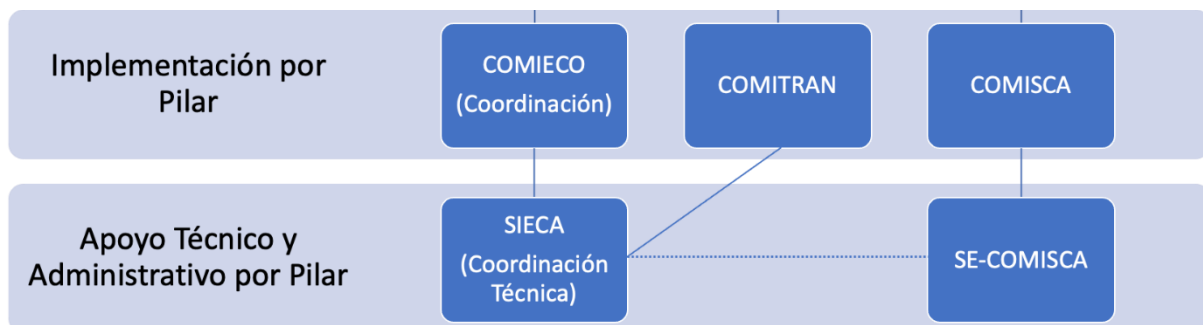 Implementación por
Pilar
COMIECO
(Coordinación)
COMITRAN
COMISCA
Apoyo Técnico y
Administrativo por Pilar
SIECA
(Coordinación
Técnica)
SE-COMISCA